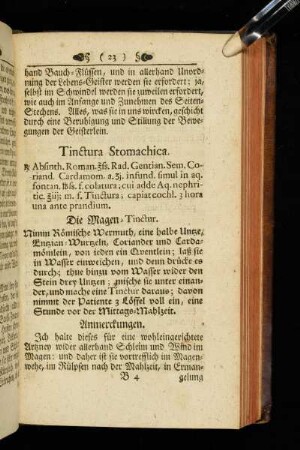 ( 23 )
hand Bauch-Flüssen, und in allerhand Unord-
nung der Lebens-Geister werden sie erfordert: ja,
selbst im Schwindel werden sie zuweilen erfordert,
wie auch im Anfange und Zunehmen des Seiten-
Stechens. Alles, was sie in uns wircken, geschicht
durch eine Beruhigung und Stillung der Bewe-
gungen der Geisterlein.
Tinctura Stomachica.
℞ Absinth. Roman. ℥ß. Rad. Gentian. Sem. Co-
riand. Cardamom. a. ʒj. infund. simul in aq.
fontan. ℔ß. f. colatura; cui adde Aq. nephri-
tic. ℥iij: m. f. Tinctura; capiat cochl. 3 hora
una ante prandium.
Die Magen-Tinctur.
Nimm Römische Wermuth, eine halbe Untze,
Entzian-Wurtzeln, Coriander und Carda-
mömlein, von jeden ein Quentlein; laß sie
in Wasser einweichen, und denn drücke es
durch; thue hinzu vom Wasser wider den
Stein drey Untzen; mische sie unter einan-
der, und mache eine Tinctur daraus; davon
nimmt der Patiente 3 Löffel voll ein; eine
Stunde vor der Mittags-Mahlzeit.
Anmerckungen.
Ich halte dieses für eine wohleingerichtete
Artzney wider allerhand Schleim und Wind im
Magen: und daher ist sie vortrefflich im Magen-
wehe, im Rülpsen nach der Mahlzeit, in Erman-
B 4 gelung